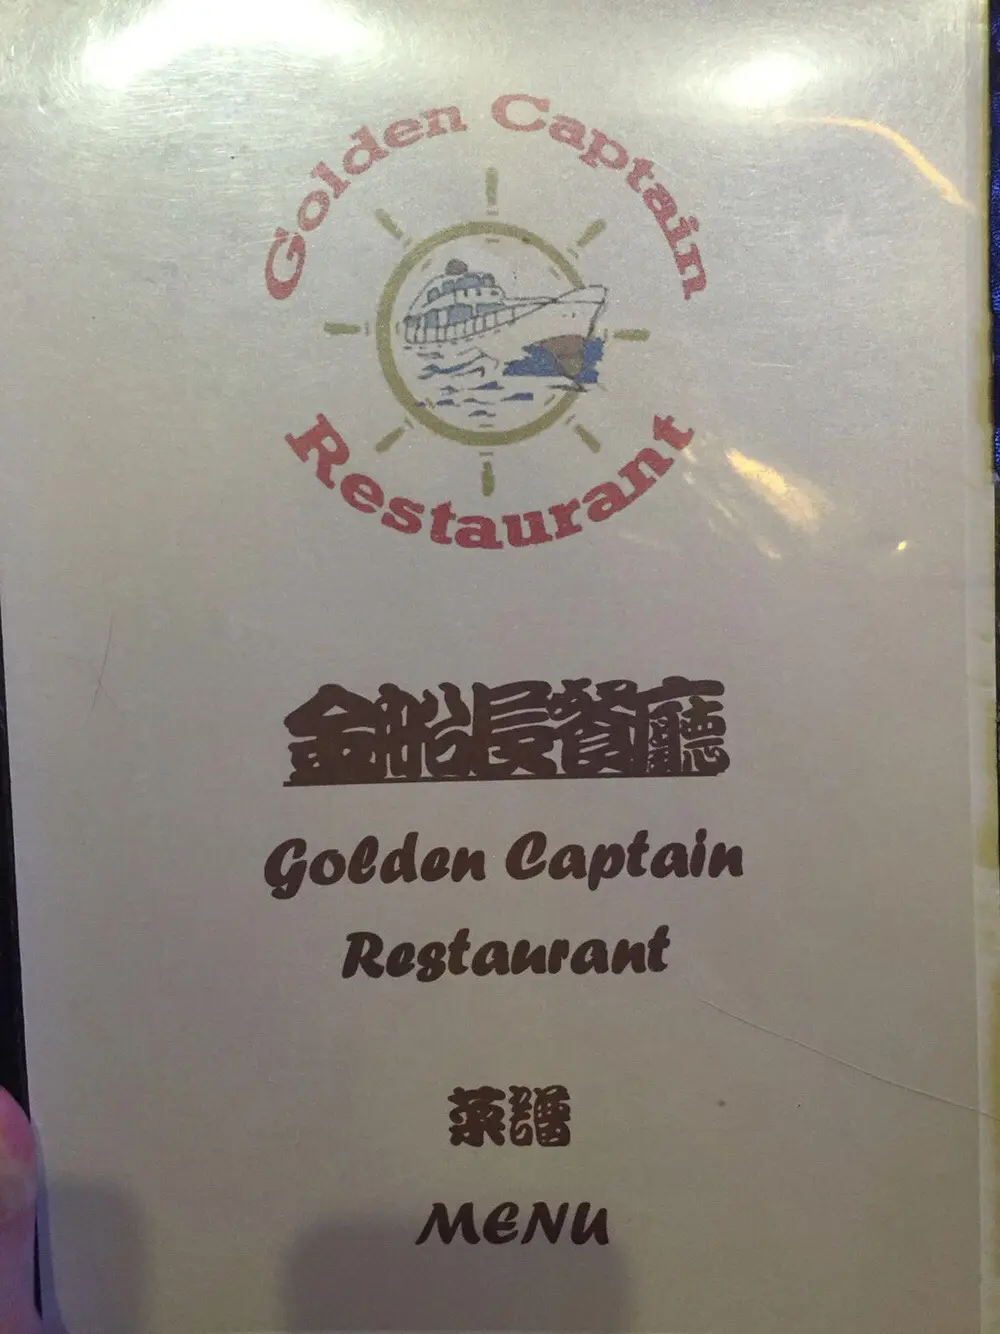 Golden Captain
Restaurant
金船長餐廳
Golden Captain
Restaurant
菜譜
MENU